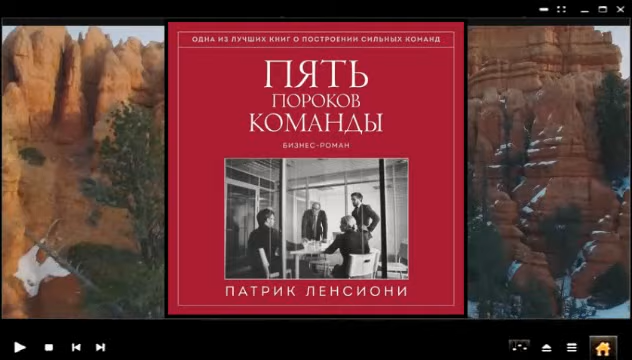 ОДНА ИЗ ЛУЧШИХ КНИГ О ПОСТРОЕНИИ СИЛЬНЫХ КОМАНД
ПЯТЬ
ПОРОКОВ
КОМАНДЫ
БИЗНЕС-РОМАН
ПАТРИК ЛЕНСИОНИ